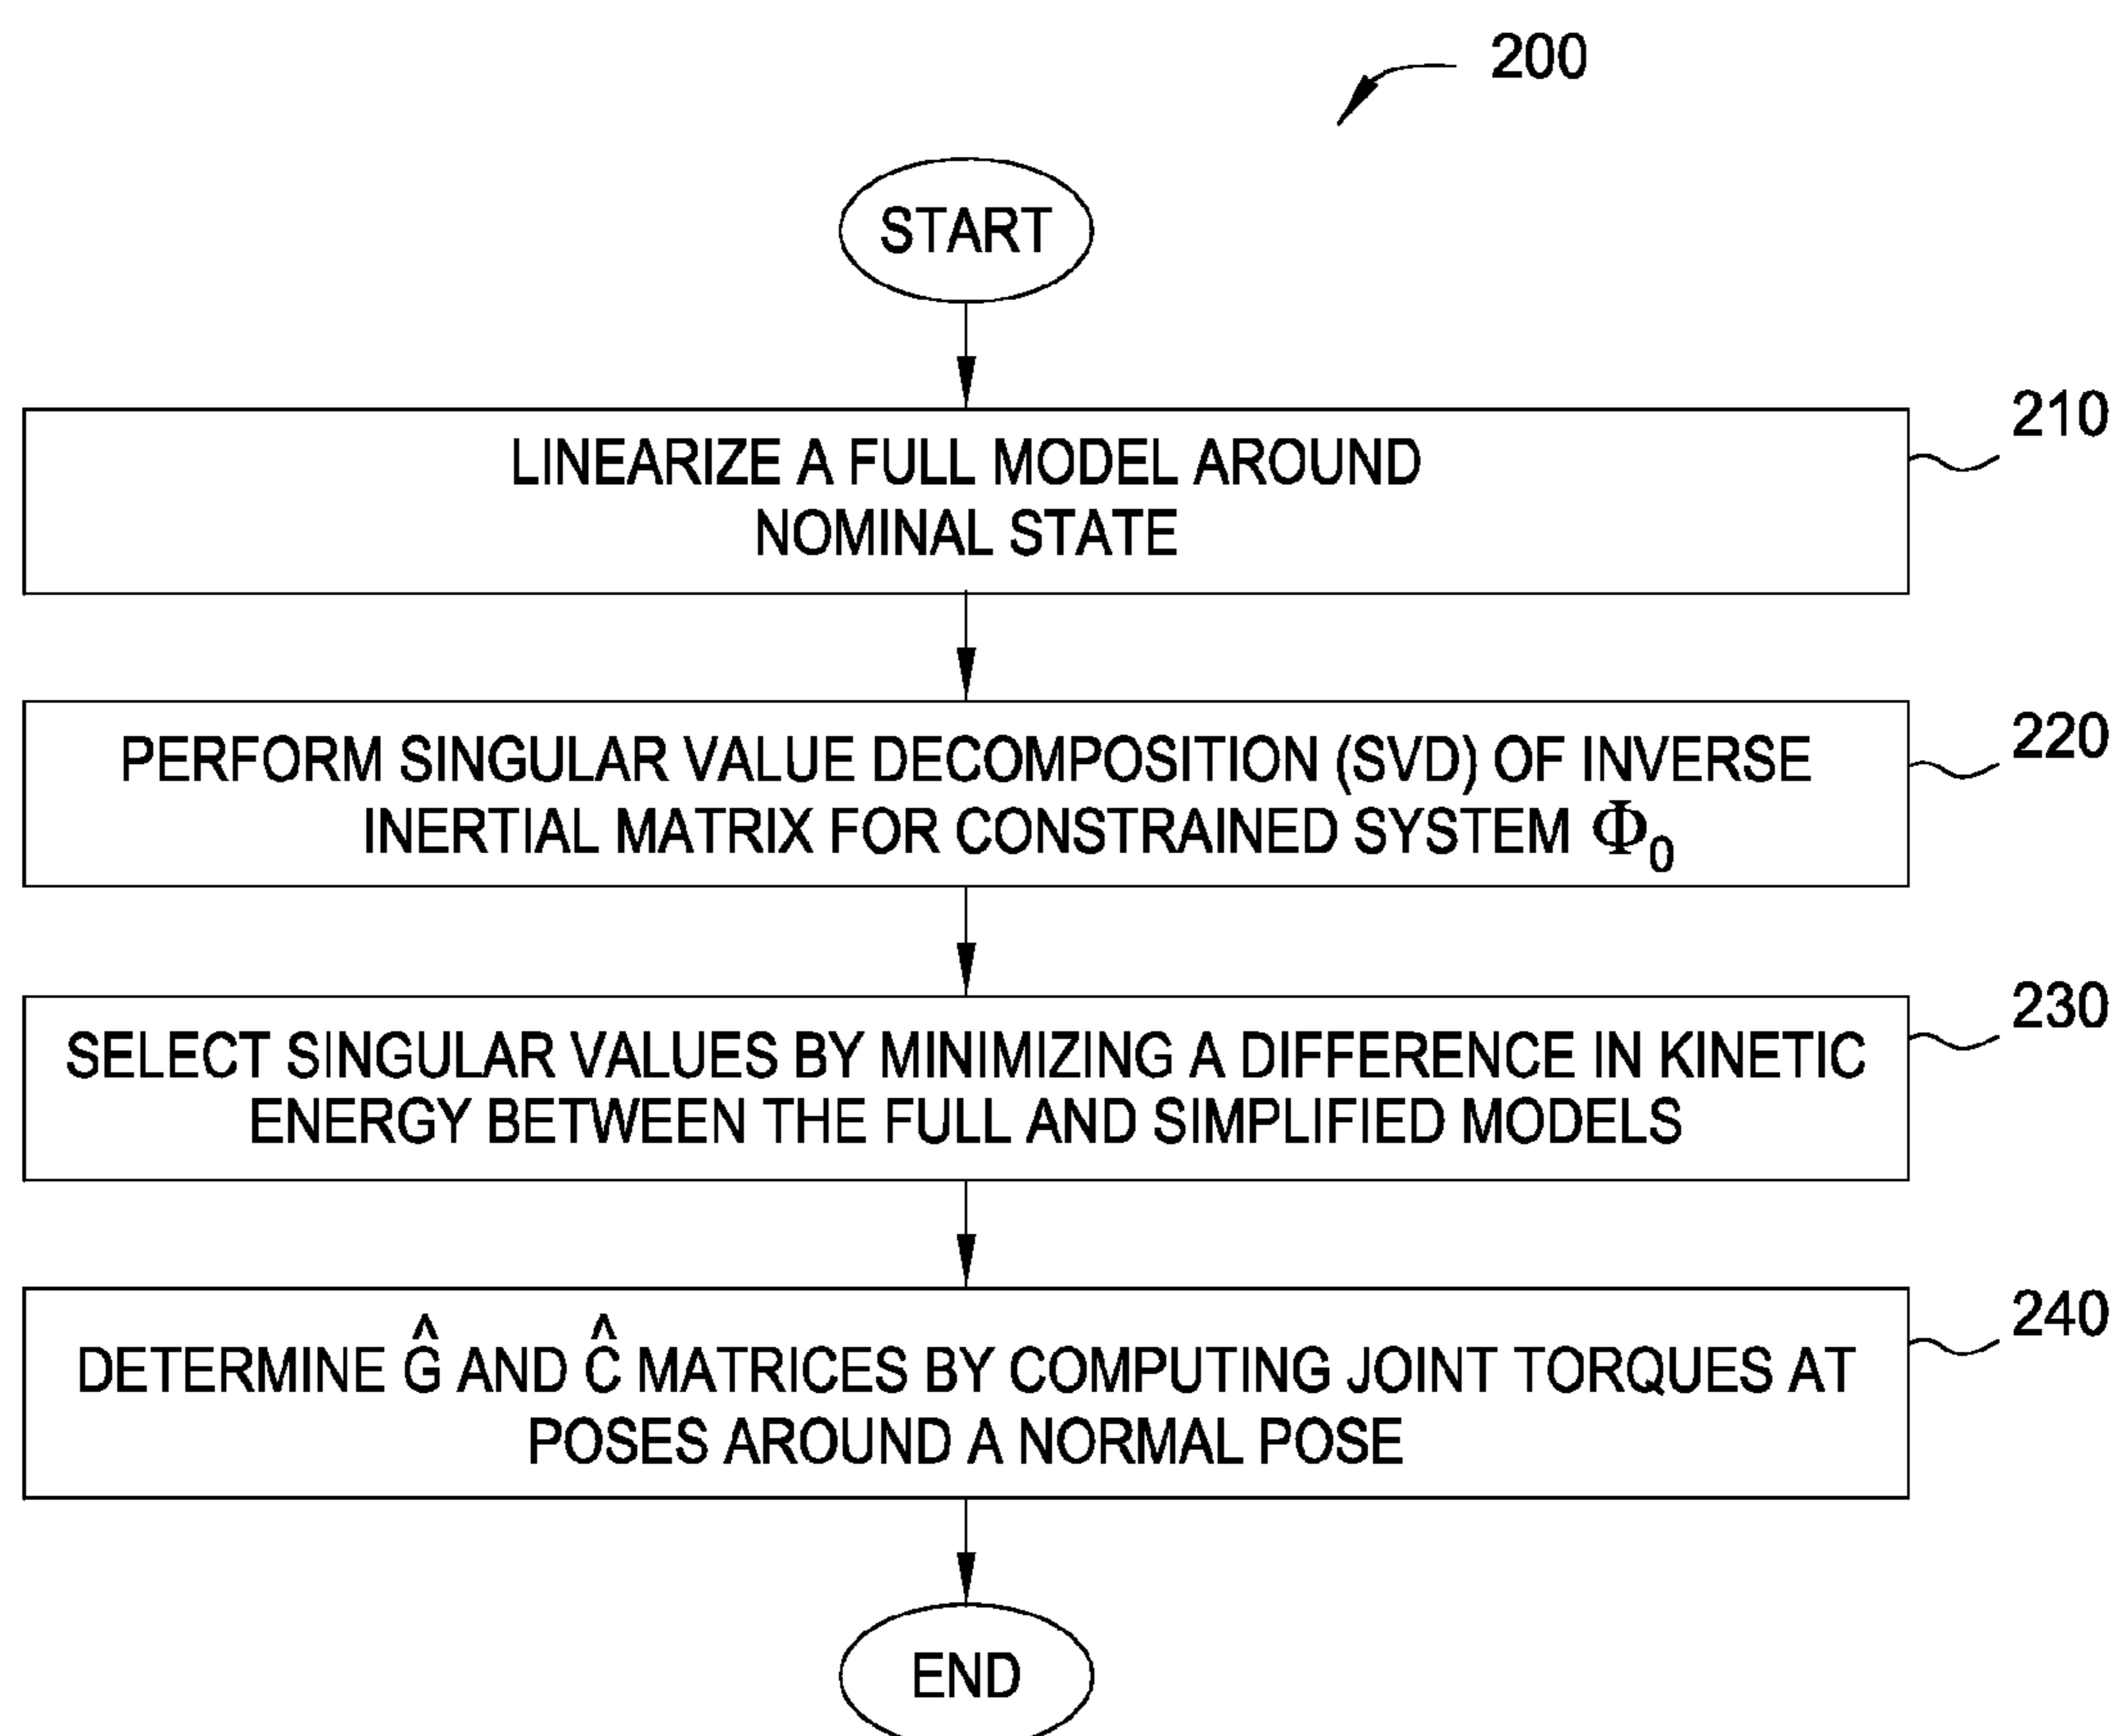 200
START
210
LINEARIZE A FULL MODEL AROUND
NOMINAL STATE
220
PERFORM SINGULAR VALUE DECOMPOSITION (SVD) OF INVERSE
INERTIAL MATRIX FOR CONSTRAINED SYSTEM Φ₀
230
SELECT SINGULAR VALUES BY MINIMIZING A DIFFERENCE IN KINETIC
ENERGY BETWEEN THE FULL AND SIMPLIFIED MODELS
240
DETERMINE Ĝ AND Ĉ MATRICES BY COMPUTING JOINT TORQUES AT
POSES AROUND A NORMAL POSE
END